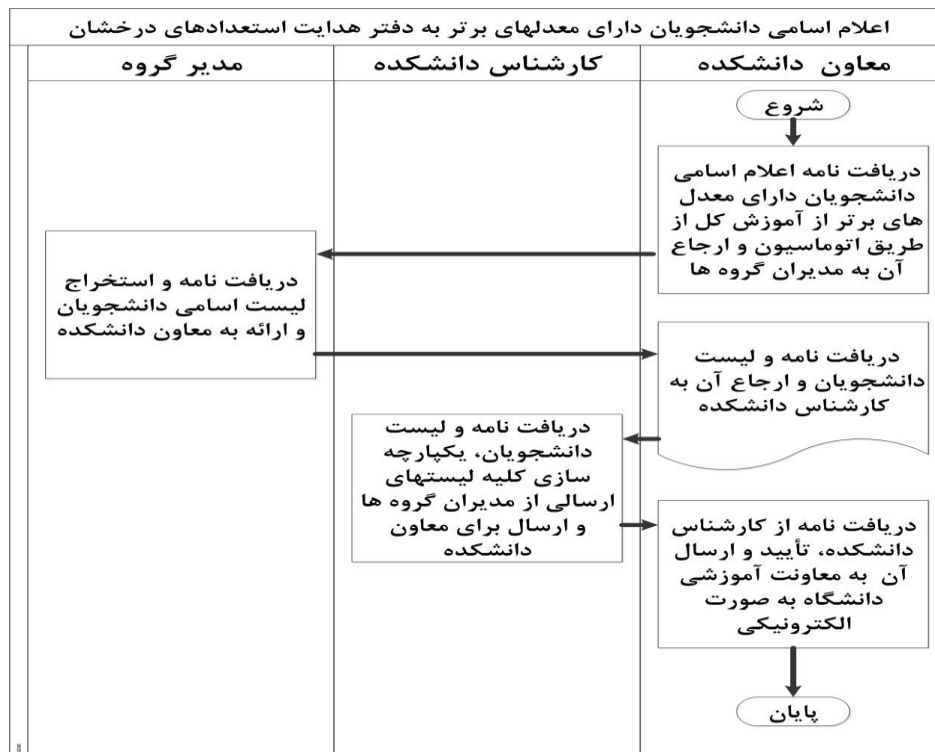 اعلام اسامی دانشجویان دارای معدلهای برتر به دفتر هدایت استعدادهای درخشان
معاون دانشکده
کارشناس دانشکده
مدیر گروه
شروع
دریافت نامه اعلام اسامی
دانشجویان دارای معدل
های برتر از آموزش کل از
طریق اتوماسیون و ارجاع
آن به مدیران گروه ها
دریافت نامه و استخراج
لیست اسامی دانشجویان
و ارائه به معاون دانشکده
دریافت نامه و لیست
دانشجویان و ارجاع آن به
کارشناس دانشکده
دریافت نامه و لیست
دانشجویان، یکپارچه
سازی کلیه لیستهای
ارسالی از مدیران گروه ها
و ارسال برای معاون
دانشکده
دریافت نامه از کارشناس
دانشکده، تأیید و ارسال
آن به معاونت آموزشی
دانشگاه به صورت
الکترونیکی
پایان